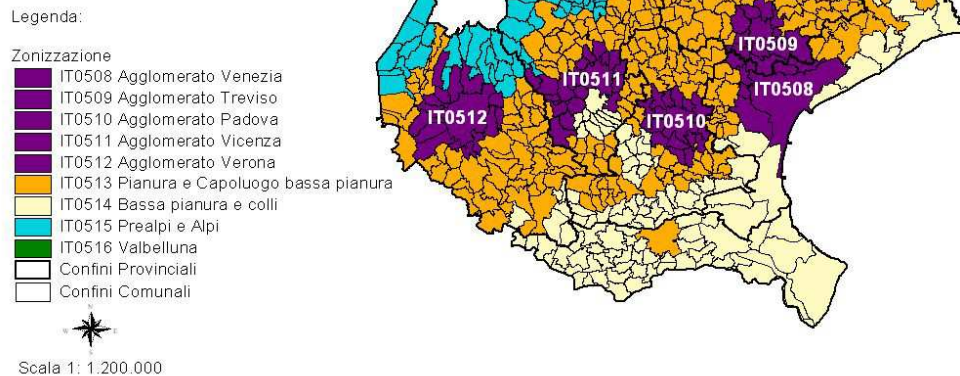 Legenda:
Zonizzazione
IT0508 Agglomerato Venezia
IT0509 Agglomerato Treviso
IT0510 Agglomerato Padova
IT0511 Agglomerato Vicenza
IT0512 Agglomerato Verona
IT0513 Pianura e Capoluogo bassa pianura
IT0514 Bassa pianura e colli
IT0515 Prealpi e Alpi
IT0516 Valbelluna
Confini Provinciali
Confini Comunali
Scala 1: 1.200.000
IT0509
IT0511
IT0508
IT0512
IT0510